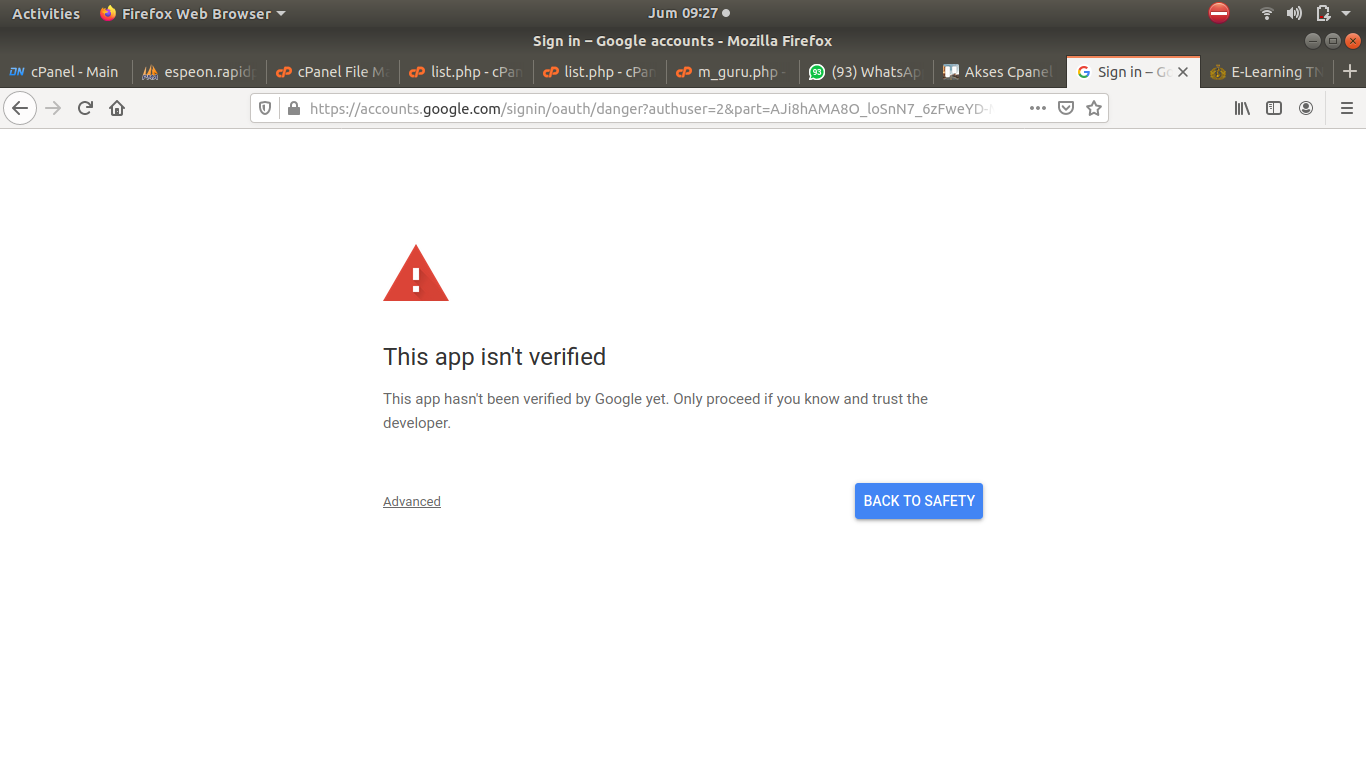 Activities Firefox Web Browser Jum 09:27
Sign in – Google accounts - Mozilla Firefox
cPanel - Main espeon.rapid cPanel File Ma list.php - cPan list.php - cPan m_guru.php - (93) WhatsAp Akses Cpanel Sign in – Go E-Learning TN
https://accounts.google.com/signin/oauth/danger?authuser=2&part=AJi8hAMA8O_loSnN7_6zFweYD-
This app isn't verified
This app hasn't been verified by Google yet. Only proceed if you know and trust the
developer.
Advanced BACK TO SAFETY